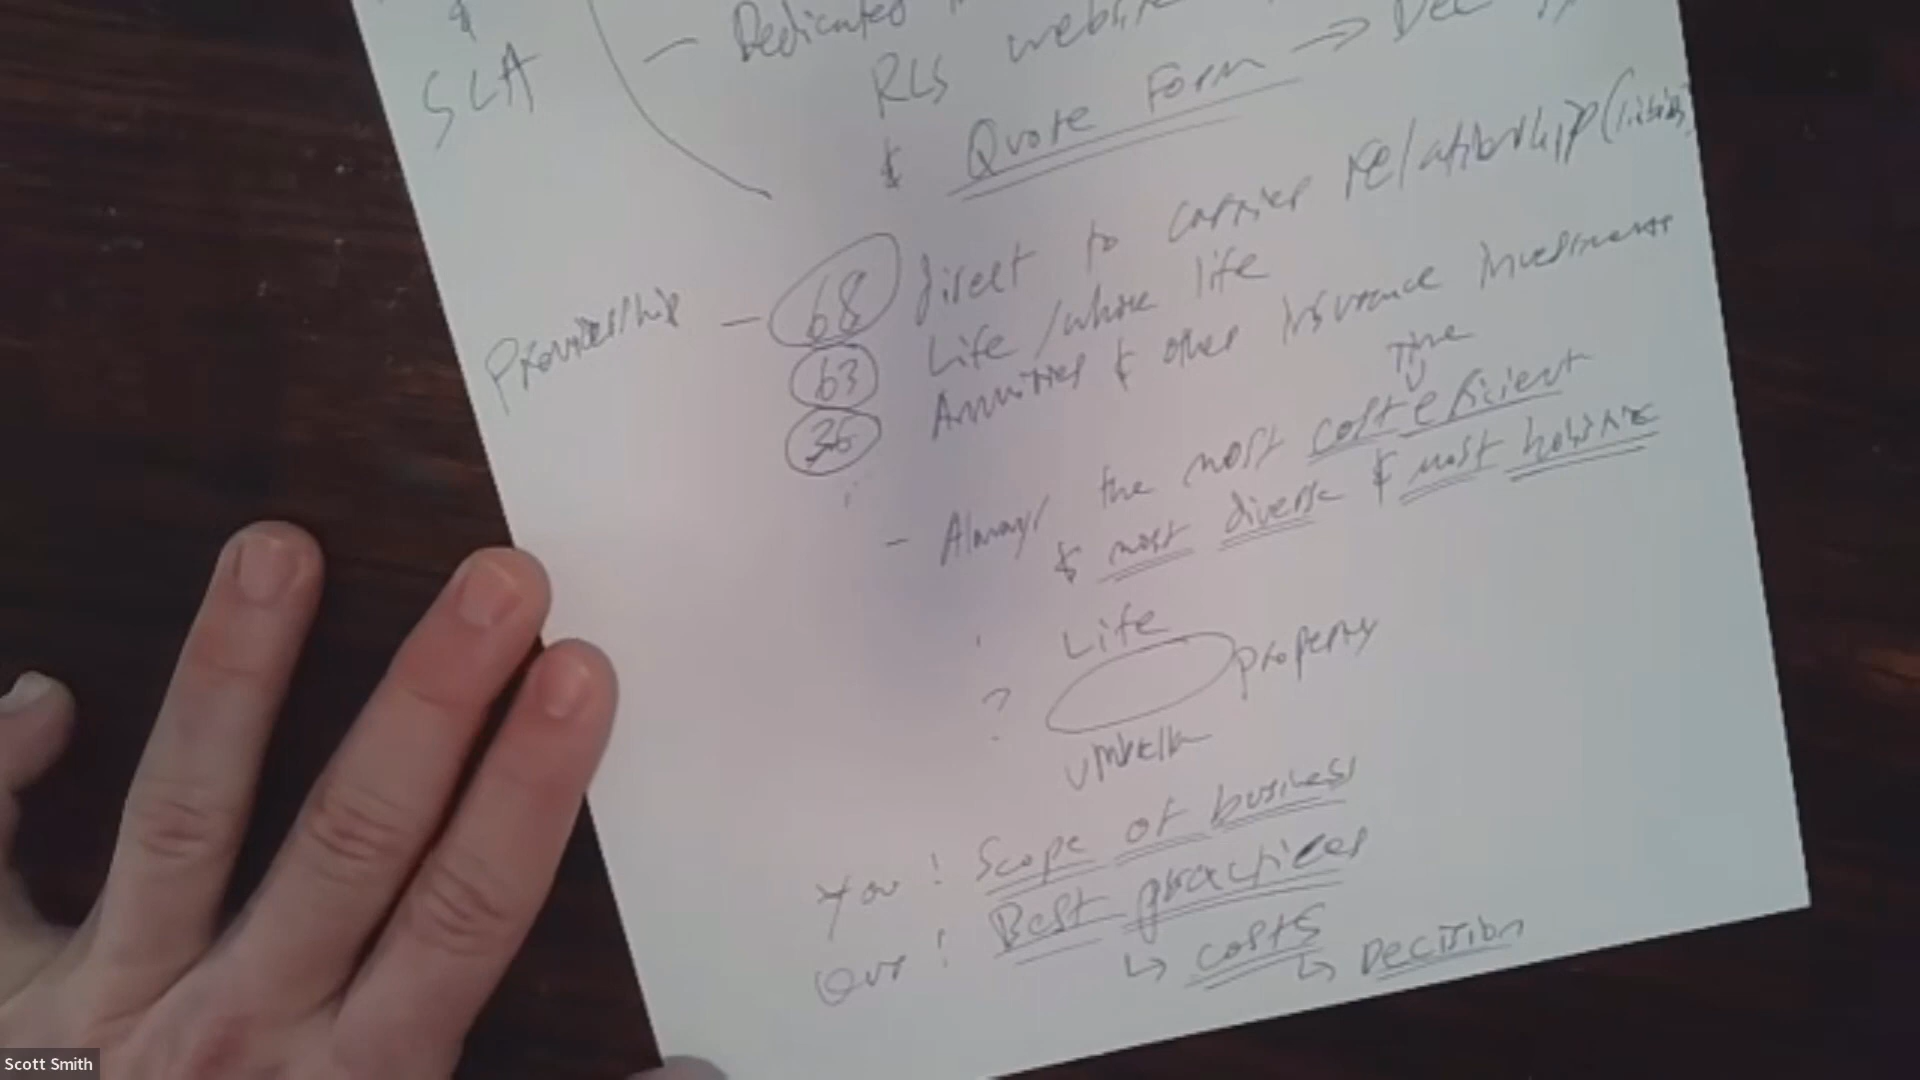 &
SLA
- Dedicated
RLS website
& Quote Form → Dec
Providership - 68 direct to carrier relationship
63 Life/whole life
36 Annuities & other insurance investments
Time
- Always the most cost efficient
& most diverse & most holistic
Life
? property
umbrella
You: Scope of business
Our: Best practices
↳ costs
↳ Decision
Scott Smith